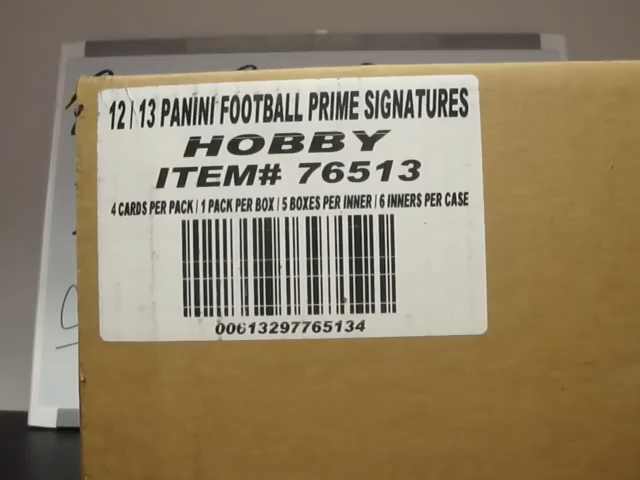 12 | 13 PANINI FOOTBALL PRIME SIGNATURES
HOBBY
ITEM# 76513
4 CARDS PER PACK | 1 PACK PER BOX | 5 BOXES PER INNER | 6 INNERS PER CASE
00613297765134